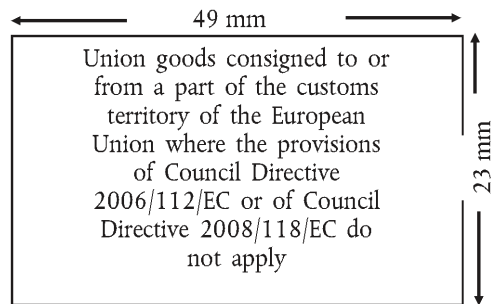 49 mm
Union goods consigned to or
from a part of the customs
territory of the European
Union where the provisions
of Council Directive
2006/112/EC or of Council
Directive 2008/118/EC do
not apply
23 mm